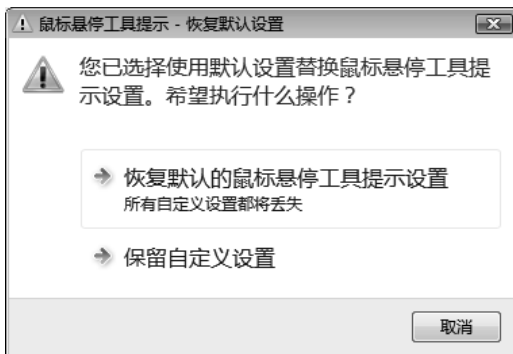 鼠标悬停工具提示 - 恢复默认设置
您已选择使用默认设置替换鼠标悬停工具提
示设置。希望执行什么操作？
恢复默认的鼠标悬停工具提示设置
所有自定义设置都将丢失
保留自定义设置
取消